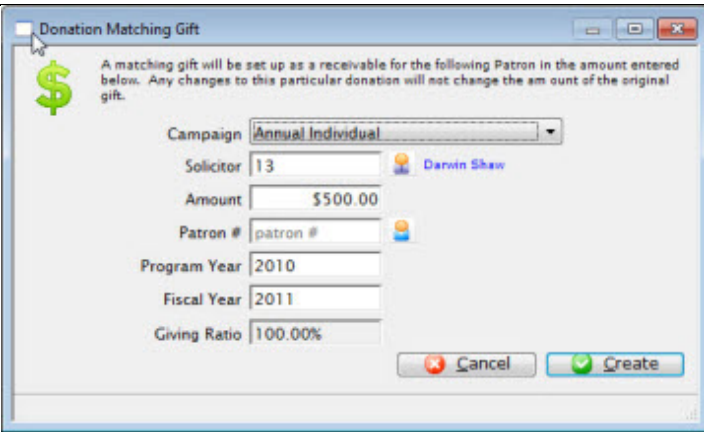 Donation Matching Gift
A matching gift will be set up as a receivable for the following Patron in the amount entered
below. Any changes to this particular donation will not change the am ount of the original
gift.
Campaign Annual Individual
Solicitor 13 Darwin Shaw
Amount $500.00
Patron # patron #
Program Year 2010
Fiscal Year 2011
Giving Ratio 100.00%
Cancel Create